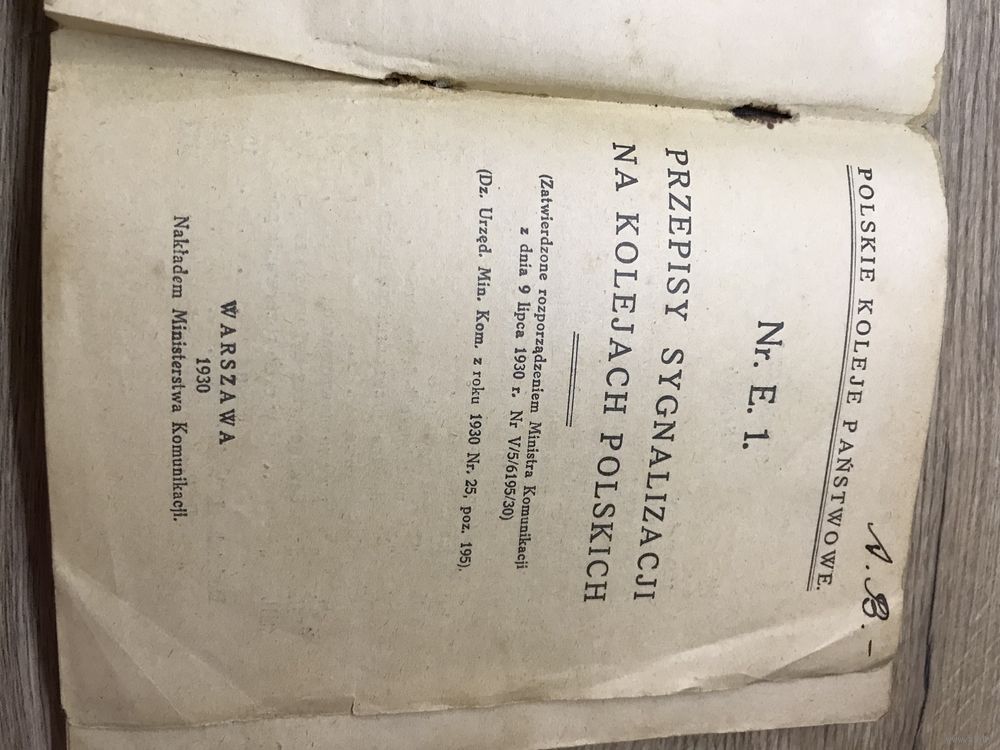 POLSKIE KOLEJE PAŃSTWOWE.
Nr. E. 1.
PRZEPISY SYGNALIZACJI
NA KOLEJACH POLSKICH
(Zatwierdzone rozporządzeniem Ministra Komunikacji
z dnia 9 lipca 1930 r. Nr V/5/6195/30)
(Dz. Urzęd. Min. Kom. z roku 1930 Nr. 25, poz. 195).
WARSZAWA
1930
Nakładem Ministerstwa Komunikacji.